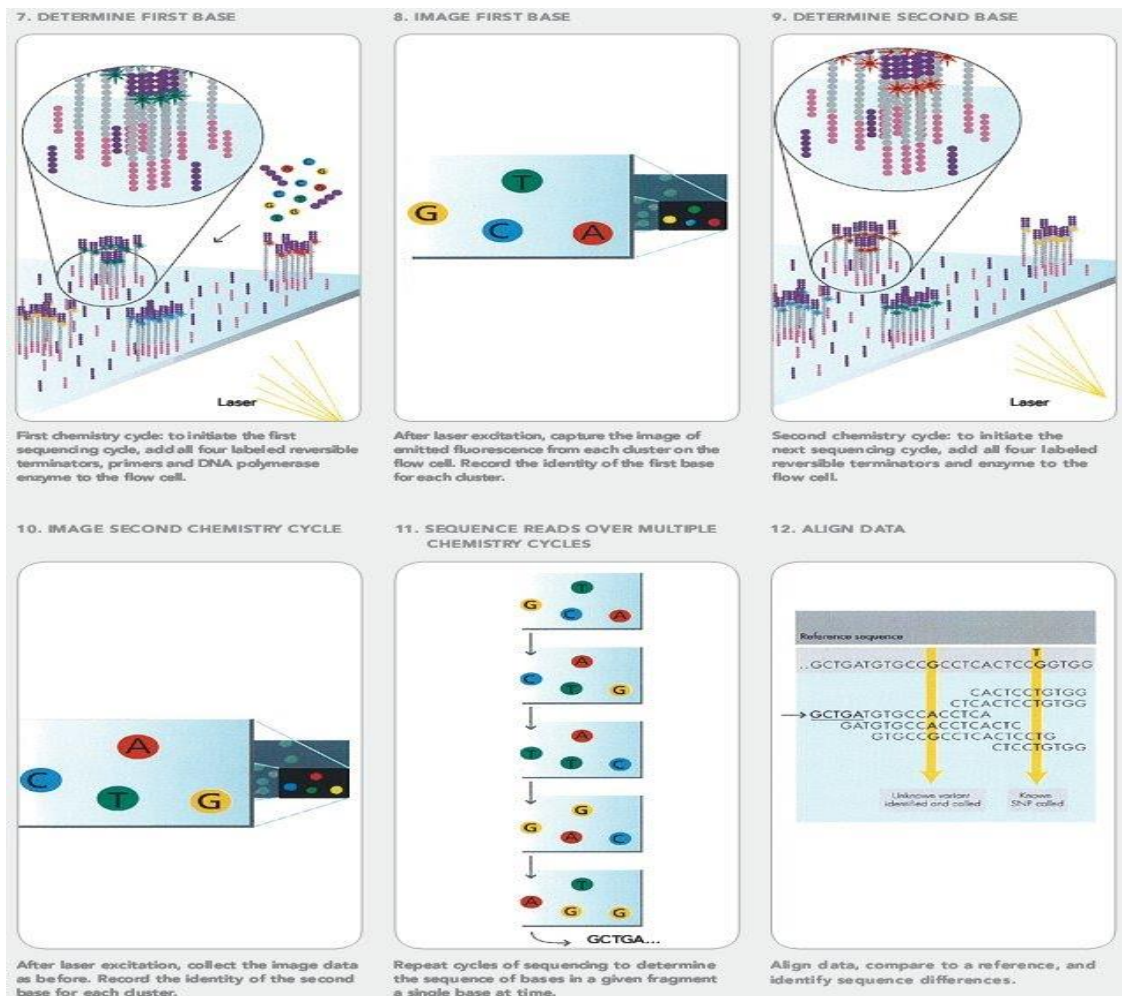 7. DETERMINE FIRST BASE
Laser
First chemistry cycle: to initiate the first
sequencing cycle, add all four labeled reversible
terminators, primers and DNA polymerase
enzyme to the flow cell.
8. IMAGE FIRST BASE
T
G
C
A
After laser excitation, capture the image of
emitted fluorescence from each cluster on the
flow cell. Record the identity of the first base
for each cluster.
9. DETERMINE SECOND BASE
Laser
Second chemistry cycle: to initiate the
next sequencing cycle, add all four labeled
reversible terminators and enzyme to the
flow cell.
10. IMAGE SECOND CHEMISTRY CYCLE
A
C
T
G
After laser excitation, collect the image data
as before. Record the identity of the second
base for each cluster.
11. SEQUENCE READS OVER MULTIPLE
CHEMISTRY CYCLES
T
G
C A
A
C
T G
A
T
T C
G
G
A C
T
A
G G
GCTGA...
Repeat cycles of sequencing to determine
the sequence of bases in a given fragment
a single base at time.
12. ALIGN DATA
Reference sequence
T
..GCTGATGTGCCGCCTCACTCCGGTGG
CACTCCTGTGG
CTCACTCCTGTGG
GCTGATGTGCCACCTCA
GATGTGCCACCTCACTC
GTGCCGCCTCACTCCTG
CTCCTGTGG
Unknown variant
identified and called
Known
SNP called
Align data, compare to a reference, and
identify sequence differences.